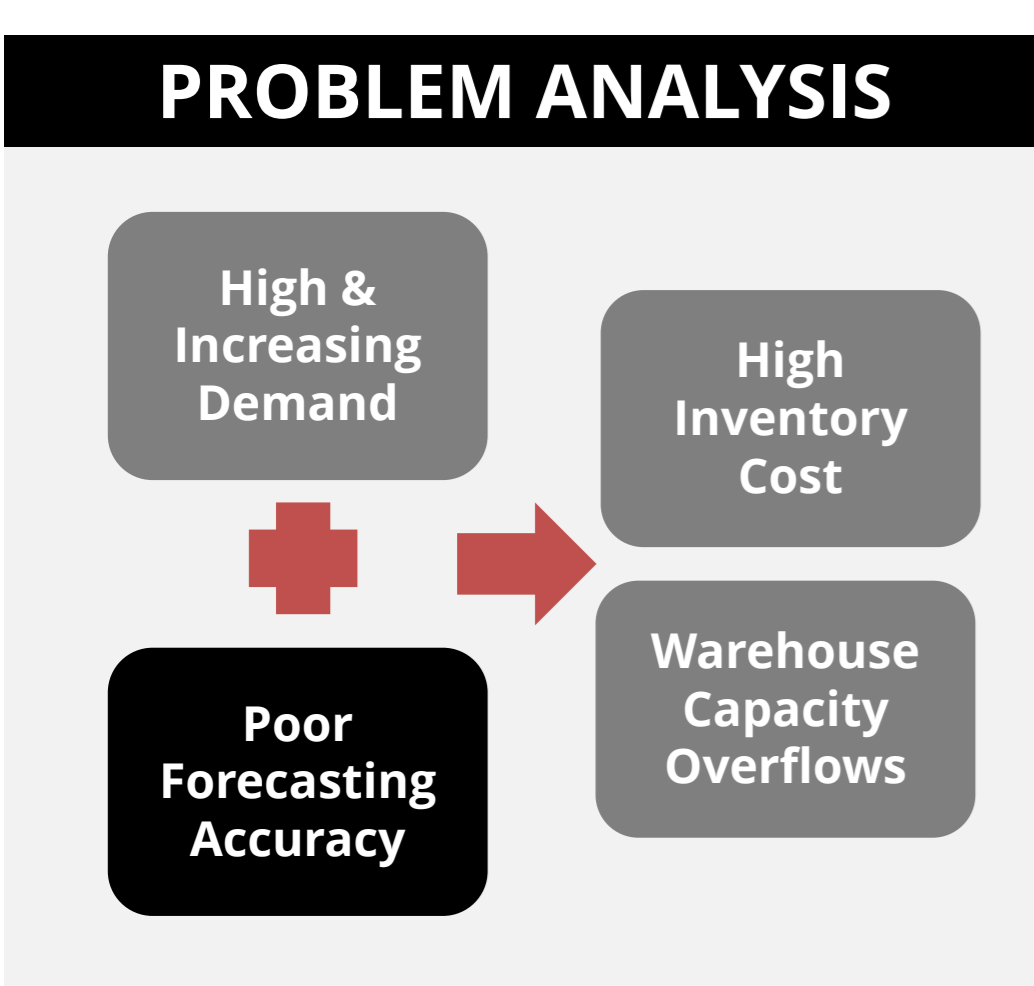 PROBLEM ANALYSIS
High &
Increasing
Demand
Poor
Forecasting
Accuracy
High
Inventory
Cost
Warehouse
Capacity
Overflows